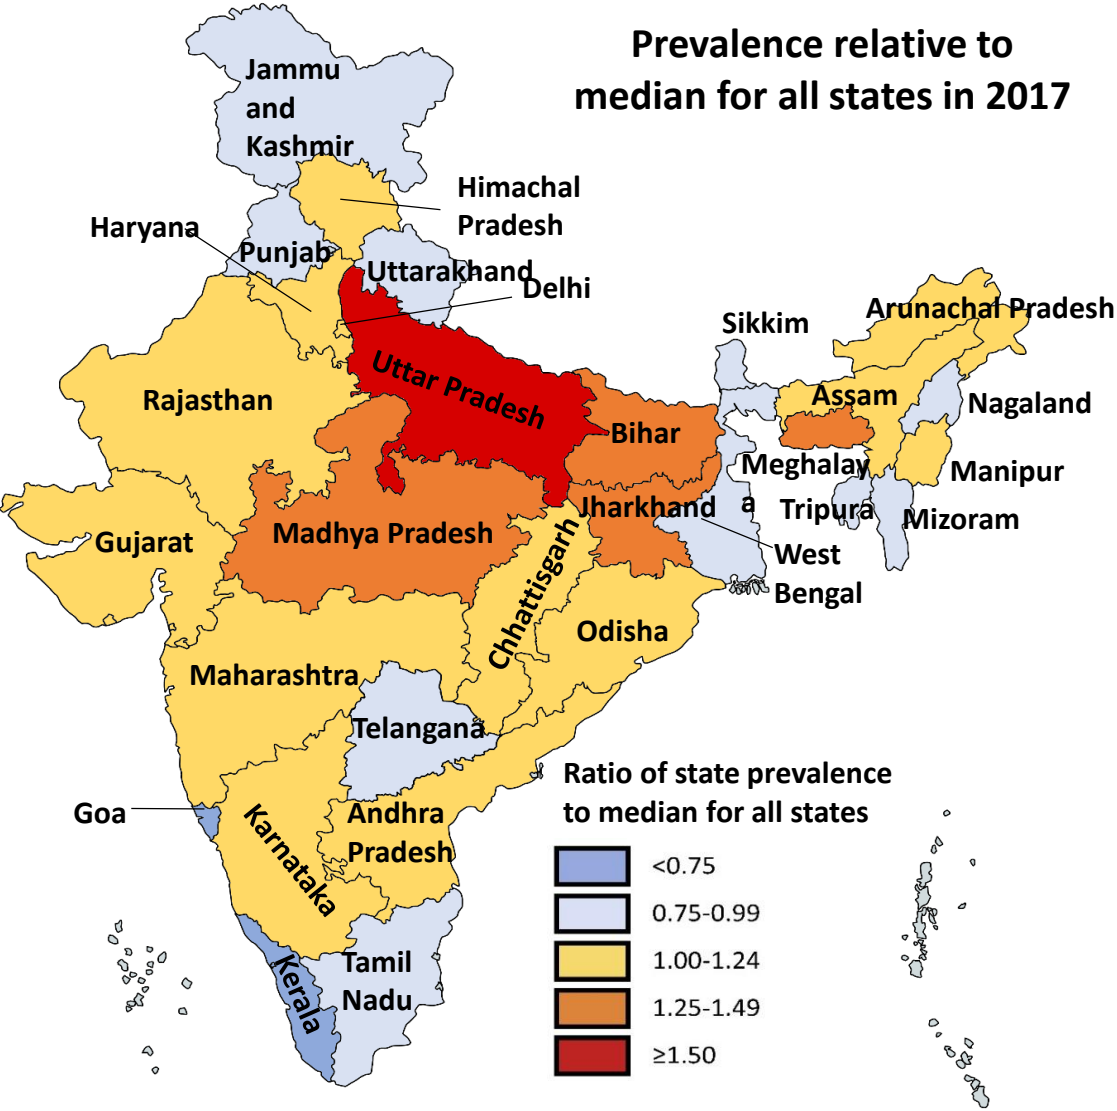 Prevalence relative to
median for all states in 2017
Jammu
and
Kashmir
Himachal
Pradesh
Haryana
Punjab
Uttarakhand
Delhi
Sikkim
Arunachal Pradesh
Uttar Pradesh
Rajasthan
Assam
Nagaland
Bihar
Meghalay
a
Manipur
Jharkhand
Tripura
Mizoram
Madhya Pradesh
Gujarat
West
Bengal
Chhattisgarh
Odisha
Maharashtra
Telangana
Goa
Karnataka
Andhra
Pradesh
Kerala
Tamil
Nadu
Ratio of state prevalence
to median for all states
<0.75
0.75-0.99
1.00-1.24
1.25-1.49
≥1.50